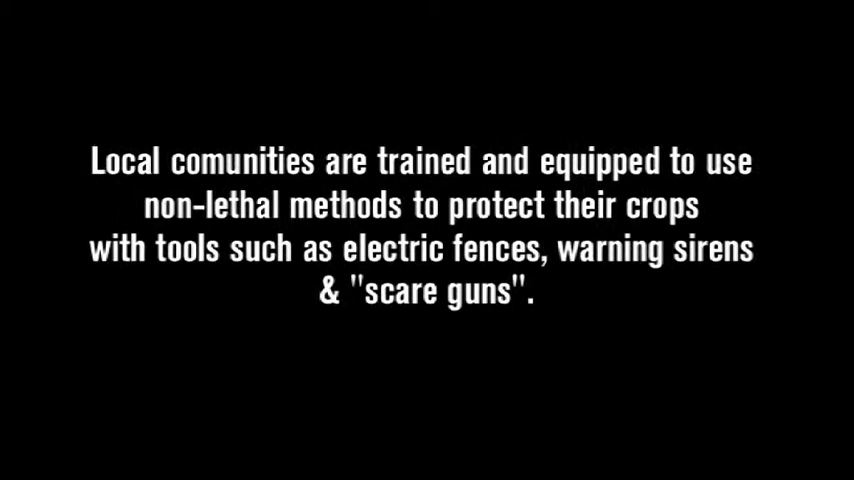 Local comunities are trained and equipped to use
non-lethal methods to protect their crops
with tools such as electric fences, warning sirens
& "scare guns".